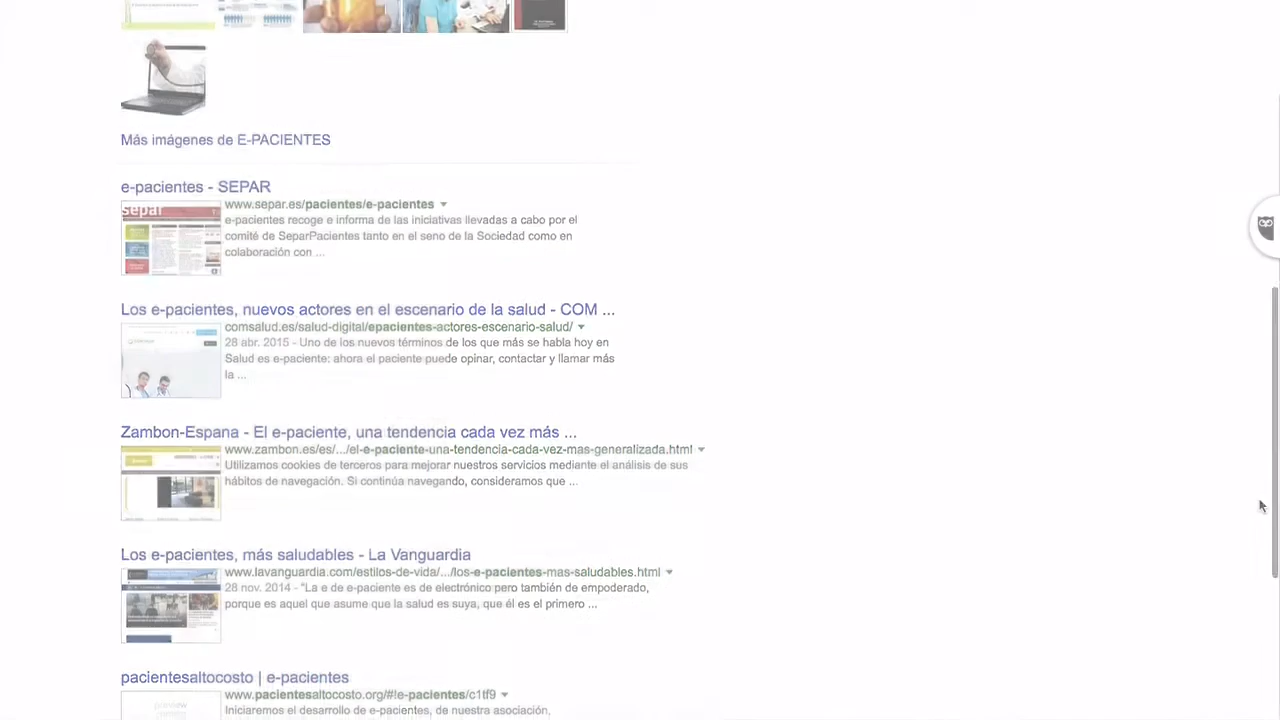 Más imágenes de E-PACIENTES
e-pacientes - SEPAR
separ
www.separ.es/pacientes/e-pacientes
e-pacientes recoge e informa de las iniciativas llevadas a cabo por el
comité de SeparPacientes tanto en el seno de la Sociedad como en
colaboración con ...
Los e-pacientes, nuevos actores en el escenario de la salud - COM ...
comsalud.es/salud-digital/epacientes-actores-escenario-salud/
28 abr. 2015 - Uno de los nuevos términos de los que más se habla hoy en
Salud es e-paciente: ahora el paciente puede opinar, contactar y llamar más
la ...
Zambon-Espana - El e-paciente, una tendencia cada vez más ...
www.zambon.es/es/.../el-e-paciente-una-tendencia-cada-vez-mas-generalizada.html
Utilizamos cookies de terceros para mejorar nuestros servicios mediante el análisis de sus
hábitos de navegación. Si continúa navegando, consideramos que ...
Los e-pacientes, más saludables - La Vanguardia
www.lavanguardia.com/estilos-de-vida/.../los-e-pacientes-mas-saludables.html
28 nov. 2014 - “La e de e-paciente es de electrónico pero también de empoderado,
porque es aquel que asume que la salud es suya, que él es el primero ...
pacientesaltocosto | e-pacientes
www.pacientesaltocosto.org/#!e-pacientes/c1tf9
Iniciaremos el desarrollo de e-pacientes, de nuestra asociación,